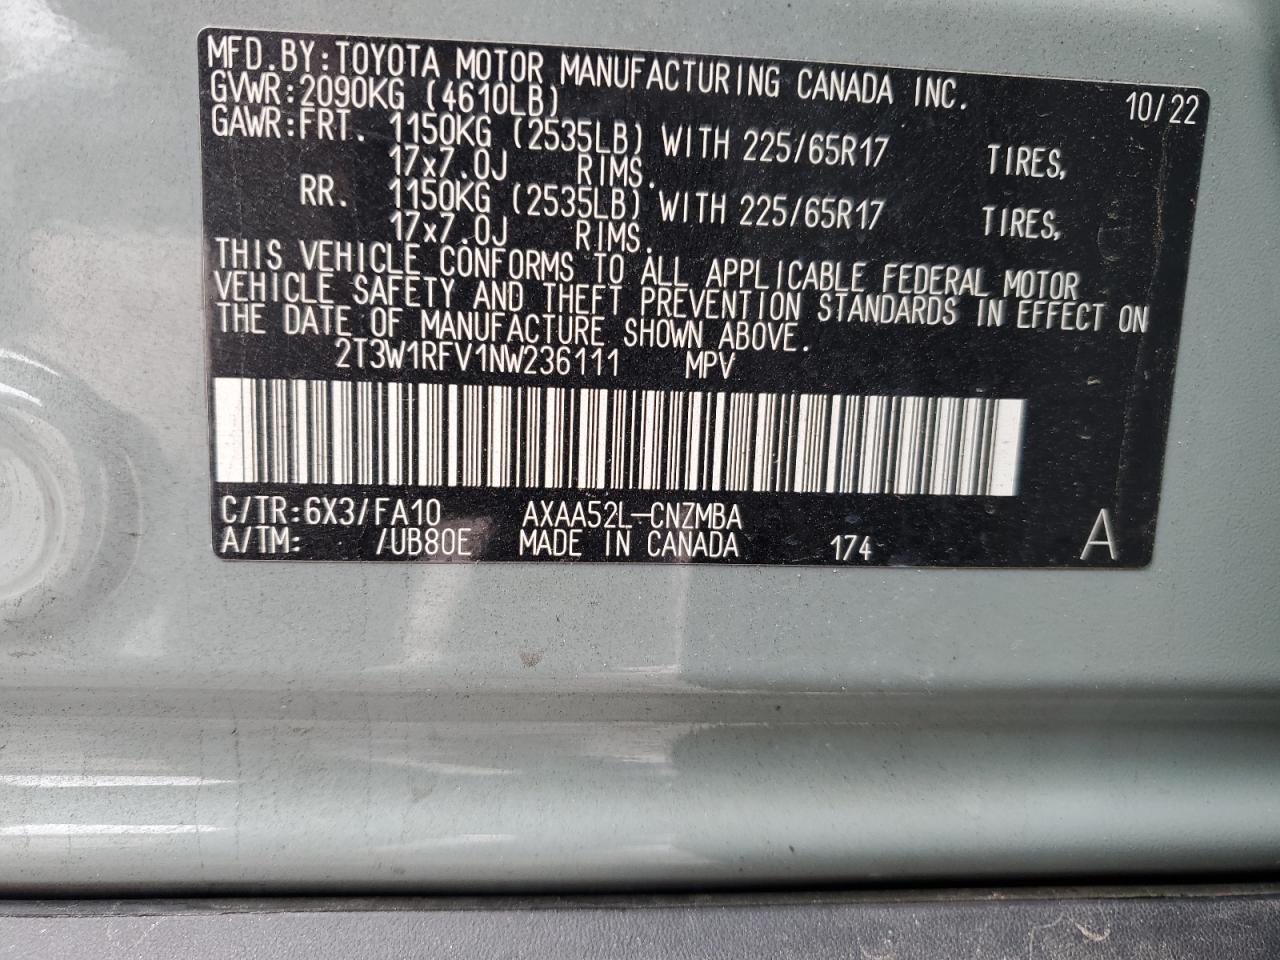 MFD.BY:TOYOTA MOTOR MANUFACTURING CANADA INC. 10/22
GVWR:2090KG (4610LB)
GAWR:FRT. 1150KG (2535LB) WITH 225/65R17 TIRES,
17x7.0J RIMS.
RR. 1150KG (2535LB) WITH 225/65R17 TIRES,
17x7.0J RIMS.
THIS VEHICLE CONFORMS TO ALL APPLICABLE FEDERAL MOTOR
VEHICLE SAFETY AND THEFT PREVENTION STANDARDS IN EFFECT ON
THE DATE OF MANUFACTURE SHOWN ABOVE.
2T3W1RFV1NW236111 MPV
C/TR:6X3/FA10 AXAA52L-CNZMBA
A/TM: /UB80E MADE IN CANADA 174 A